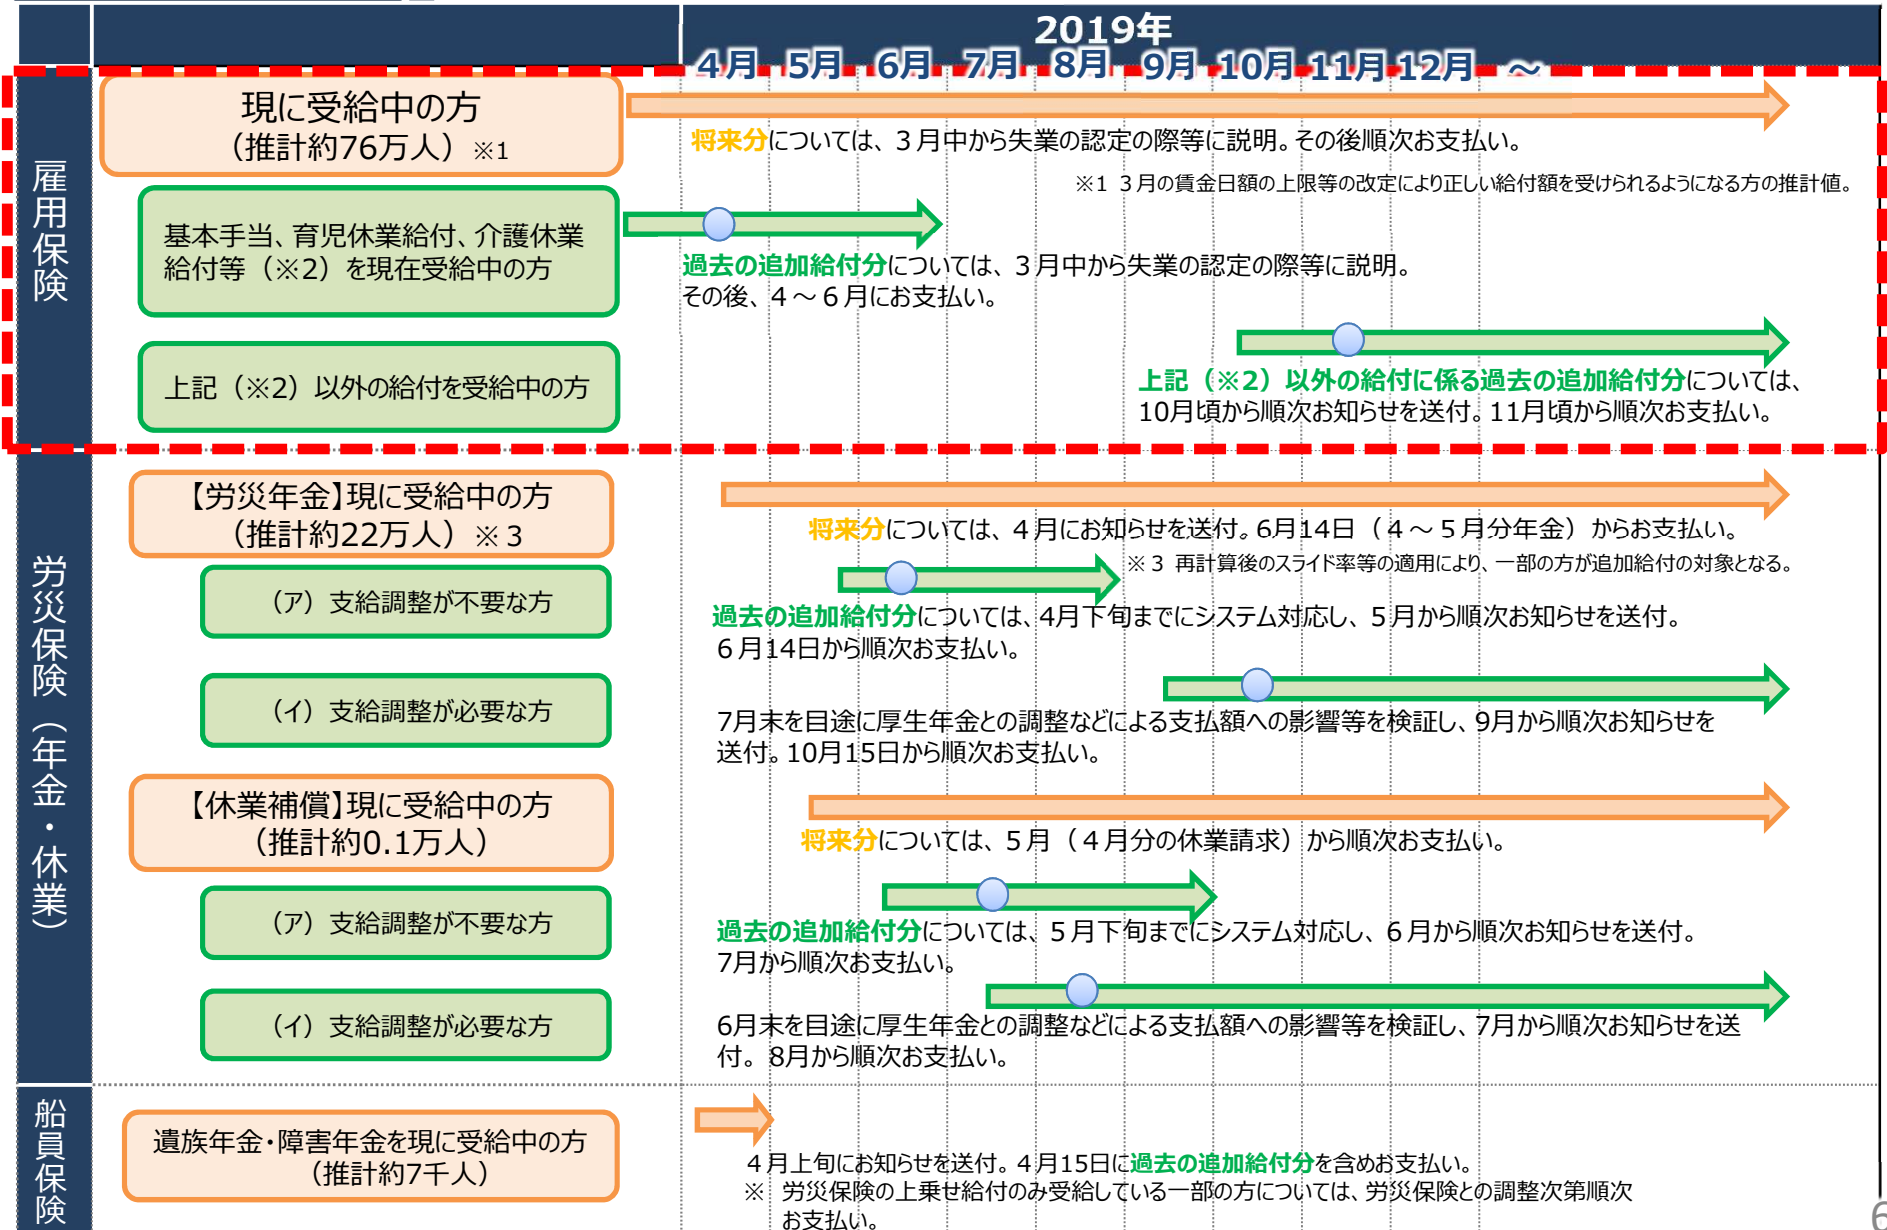 2019年
4月 5月 6月 7月 8月 9月 10月 11月 12月 ～
雇用保険
現に受給中の方
（推計約76万人）※1
将来分については、３月中から失業の認定の際等に説明。その後順次お支払い。
※1 ３月の賃金日額の上限等の改定により正しい給付額を受けられるようになる方の推計値。
基本手当、育児休業給付、介護休業
給付等（※2）を現在受給中の方
過去の追加給付分については、３月中から失業の認定の際等に説明。
その後、４～６月にお支払い。
上記（※2）以外の給付を受給中の方
上記（※2）以外の給付に係る過去の追加給付分については、
10月頃から順次お知らせを送付。11月頃から順次お支払い。
労災保険（年金・休業）
【労災年金】現に受給中の方
（推計約22万人）※３
将来分については、４月にお知らせを送付。6月14日（４～５月分年金）からお支払い。
※３ 再計算後のスライド率等の適用により、一部の方が追加給付の対象となる。
（ア）支給調整が不要な方
過去の追加給付分については、4月下旬までにシステム対応し、５月から順次お知らせを送付。
６月14日から順次お支払い。
（イ）支給調整が必要な方
7月末を目途に厚生年金との調整などによる支払額への影響等を検証し、9月から順次お知らせを
送付。10月15日から順次お支払い。
【休業補償】現に受給中の方
（推計約0.1万人）
将来分については、５月（４月分の休業請求）から順次お支払い。
（ア）支給調整が不要な方
過去の追加給付分については、５月下旬までにシステム対応し、６月から順次お知らせを送付。
7月から順次お支払い。
（イ）支給調整が必要な方
6月末を目途に厚生年金との調整などによる支払額への影響等を検証し、7月から順次お知らせを送
付。8月から順次お支払い。
船員保険
遺族年金・障害年金を現に受給中の方
（推計約7千人）
４月上旬にお知らせを送付。４月15日に過去の追加給付分を含めお支払い。
※ 労災保険の上乗せ給付のみ受給している一部の方については、労災保険との調整次第順次
お支払い。
6